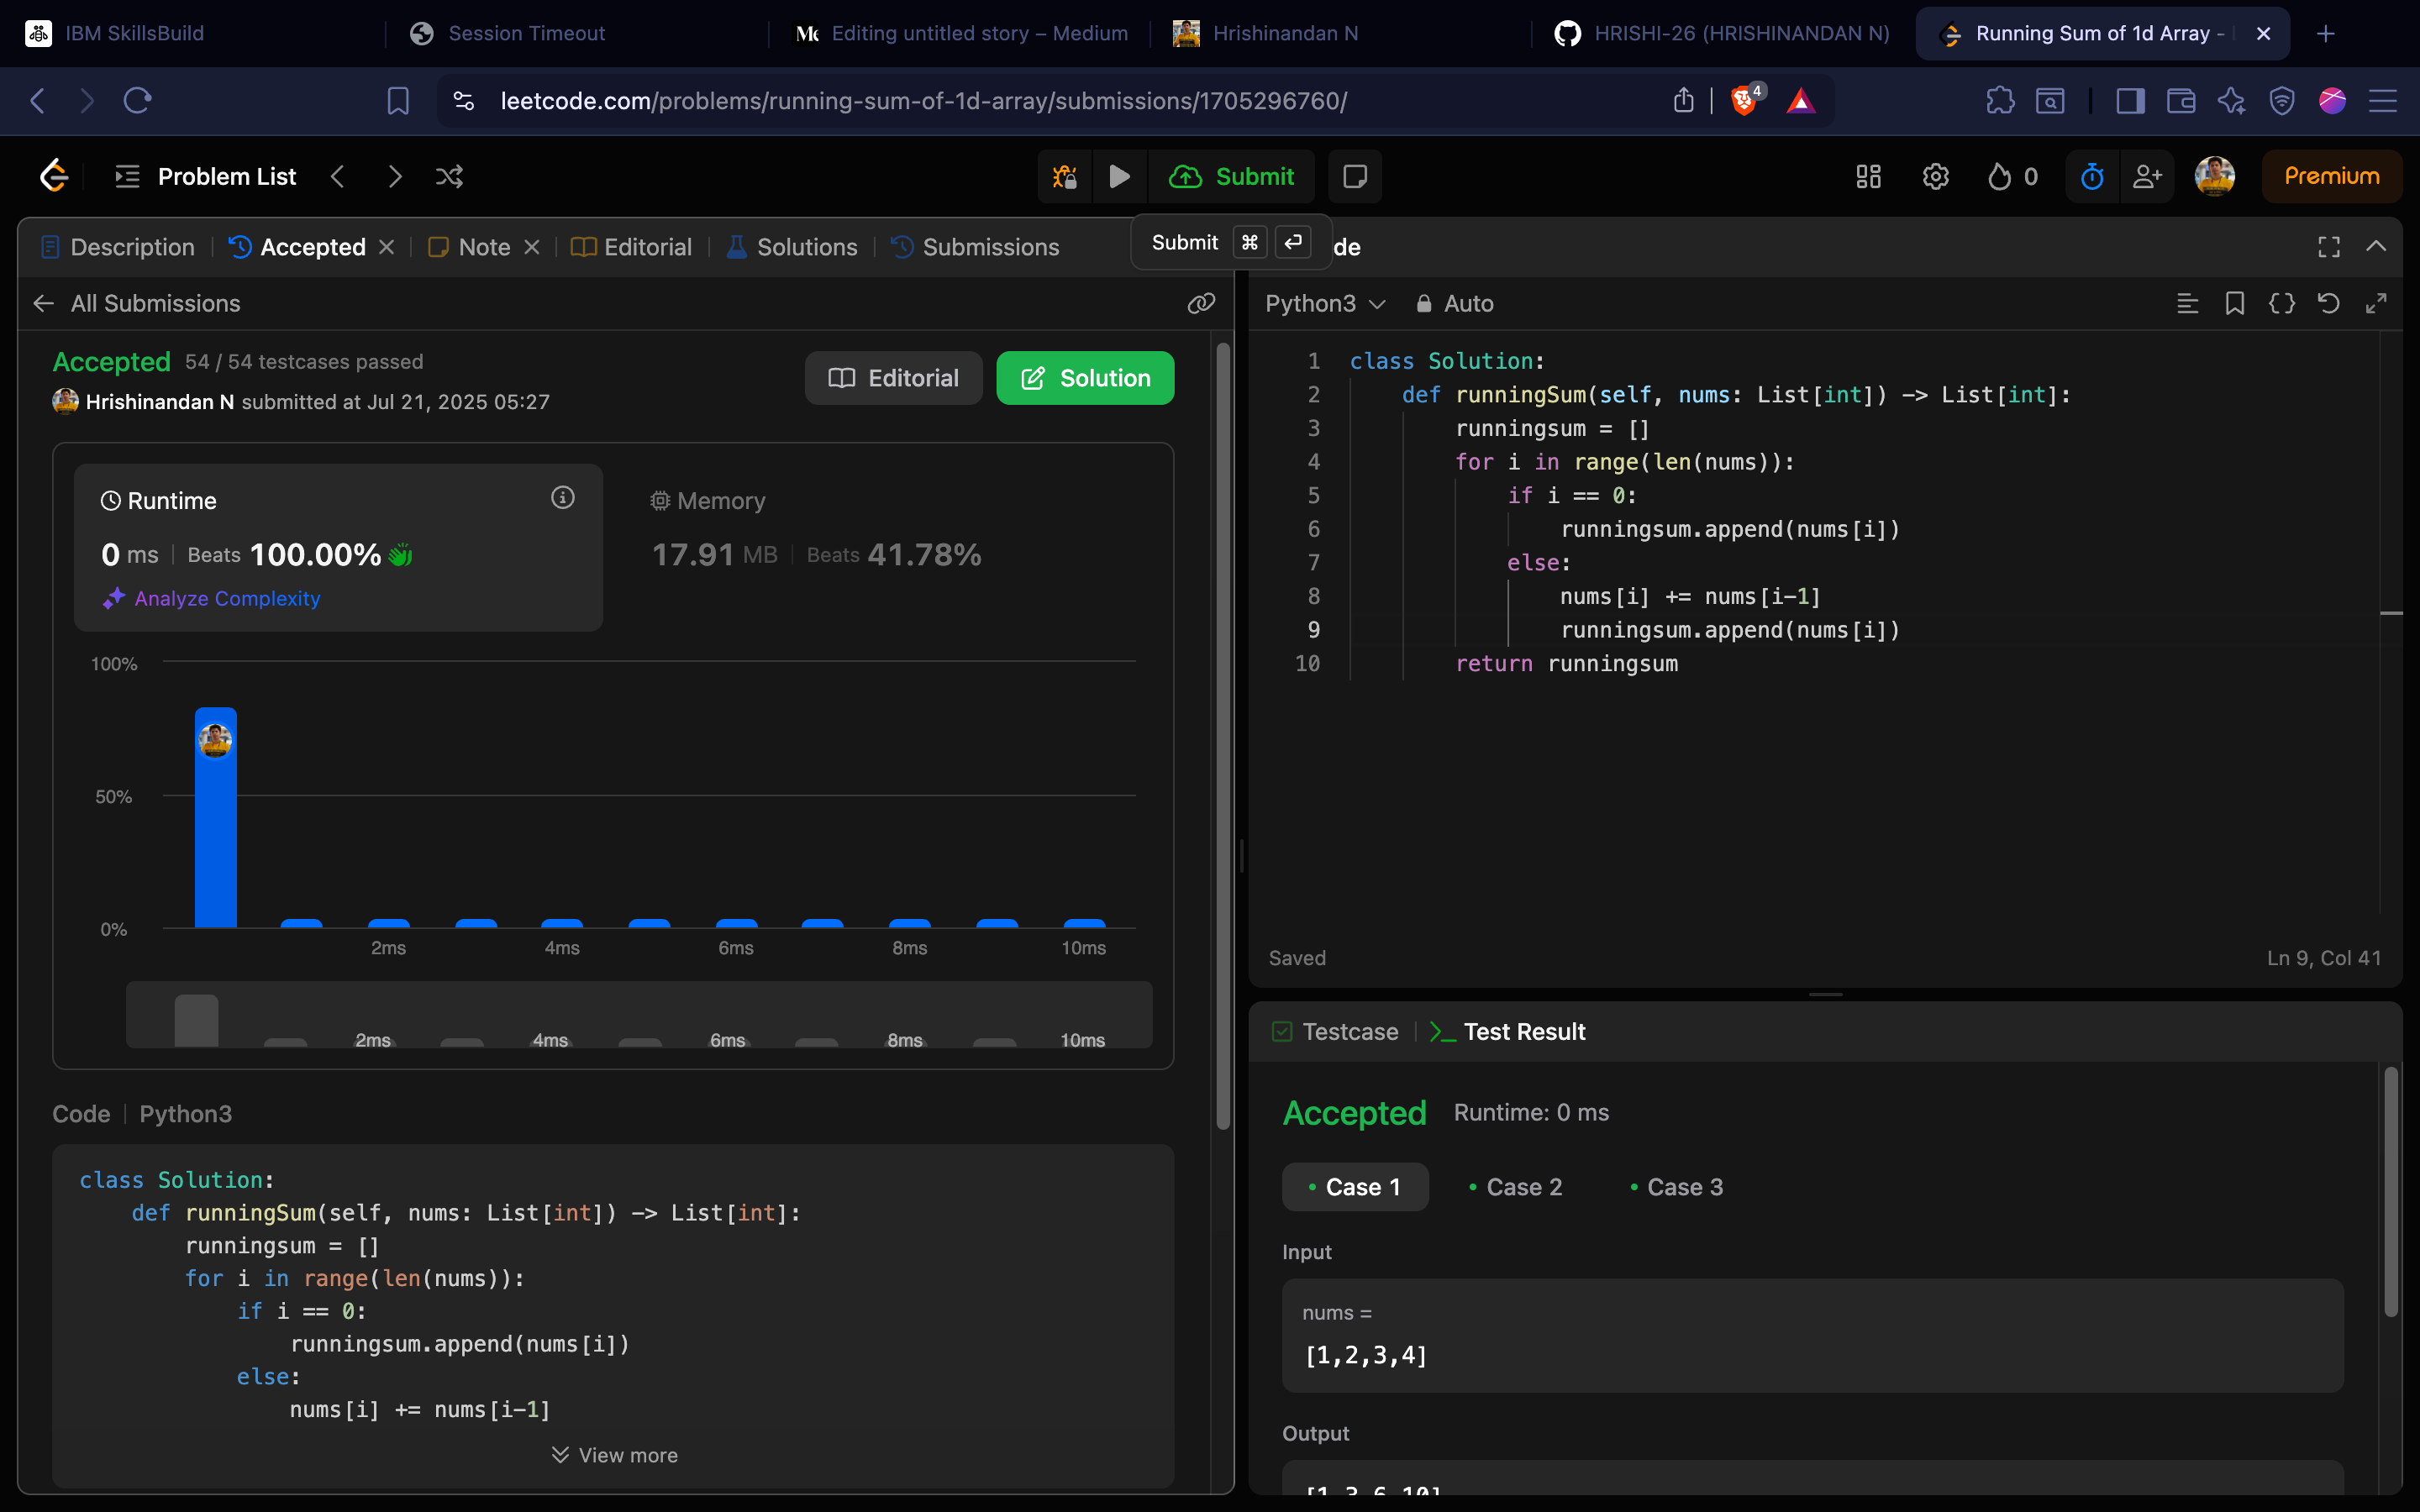 IBM SkillsBuild
Session Timeout
Editing untitled story – Medium
Hrishinandan N
HRISHI-26 (HRISHINANDAN N)
Running Sum of 1d Array -
leetcode.com/problems/running-sum-of-1d-array/submissions/1705296760/
4
Problem List
Submit
0
Premium
Description
Accepted
Note
Editorial
Solutions
Submissions
Submit ⌘
de
All Submissions
Accepted 54 / 54 testcases passed
Hrishinandan N submitted at Jul 21, 2025 05:27
Editorial
Solution
Runtime
0 ms | Beats 100.00%
Analyze Complexity
Memory
17.91 MB | Beats 41.78%
100%
50%
0%
2ms 4ms 6ms 8ms 10ms
2ms 4ms 6ms 8ms 10ms
Code | Python3
class Solution:
    def runningSum(self, nums: List[int]) -> List[int]:
        runningsum = []
        for i in range(len(nums)):
            if i == 0:
                runningsum.append(nums[i])
            else:
                nums[i] += nums[i-1]
View more
Python3
Auto
1 class Solution:
2     def runningSum(self, nums: List[int]) -> List[int]:
3         runningsum = []
4         for i in range(len(nums)):
5             if i == 0:
6                 runningsum.append(nums[i])
7             else:
8                 nums[i] += nums[i-1]
9                 runningsum.append(nums[i])
10         return runningsum
Saved
Ln 9, Col 41
Testcase
Test Result
Accepted Runtime: 0 ms
Case 1
Case 2
Case 3
Input
nums =
[1,2,3,4]
Output
[1,3,6,10]